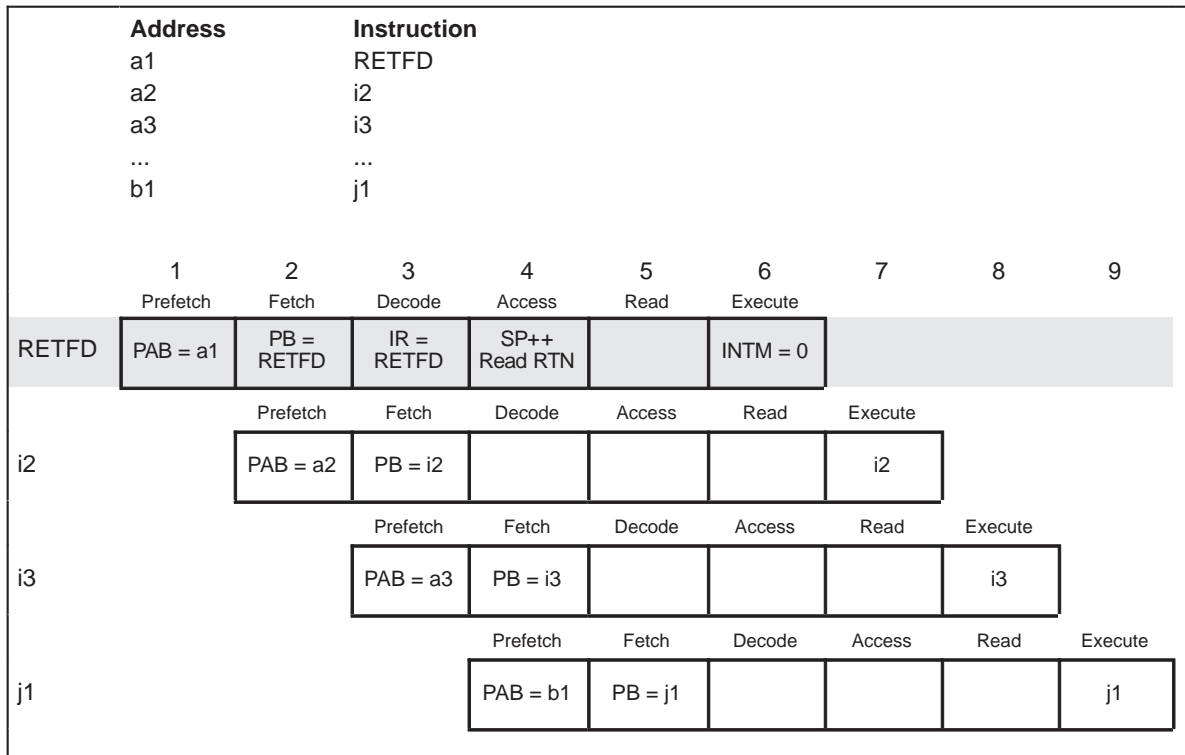 Address Instruction
a1 RETFD
a2 i2
a3 i3
... ...
b1 j1
1 2 3 4 5 6 7 8 9
Prefetch Fetch Decode Access Read Execute
RETFD PAB = a1 PB = RETFD IR = RETFD SP++ Read RTN INTM = 0
Prefetch Fetch Decode Access Read Execute
i2 PAB = a2 PB = i2 i2
Prefetch Fetch Decode Access Read Execute
i3 PAB = a3 PB = i3 i3
Prefetch Fetch Decode Access Read Execute
j1 PAB = b1 PB = j1 j1